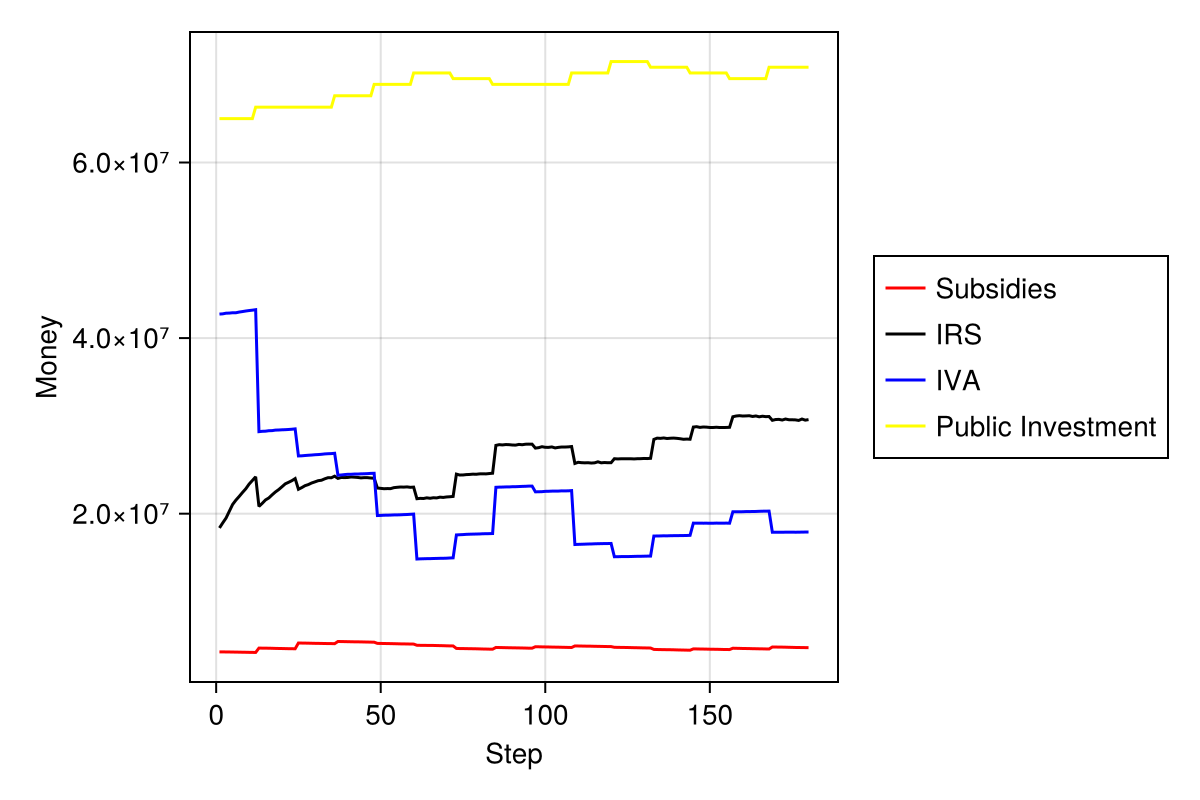 6.0×10⁷
4.0×10⁷
2.0×10⁷
Money
0
50
100
150
Step
Subsidies
IRS
IVA
Public Investment